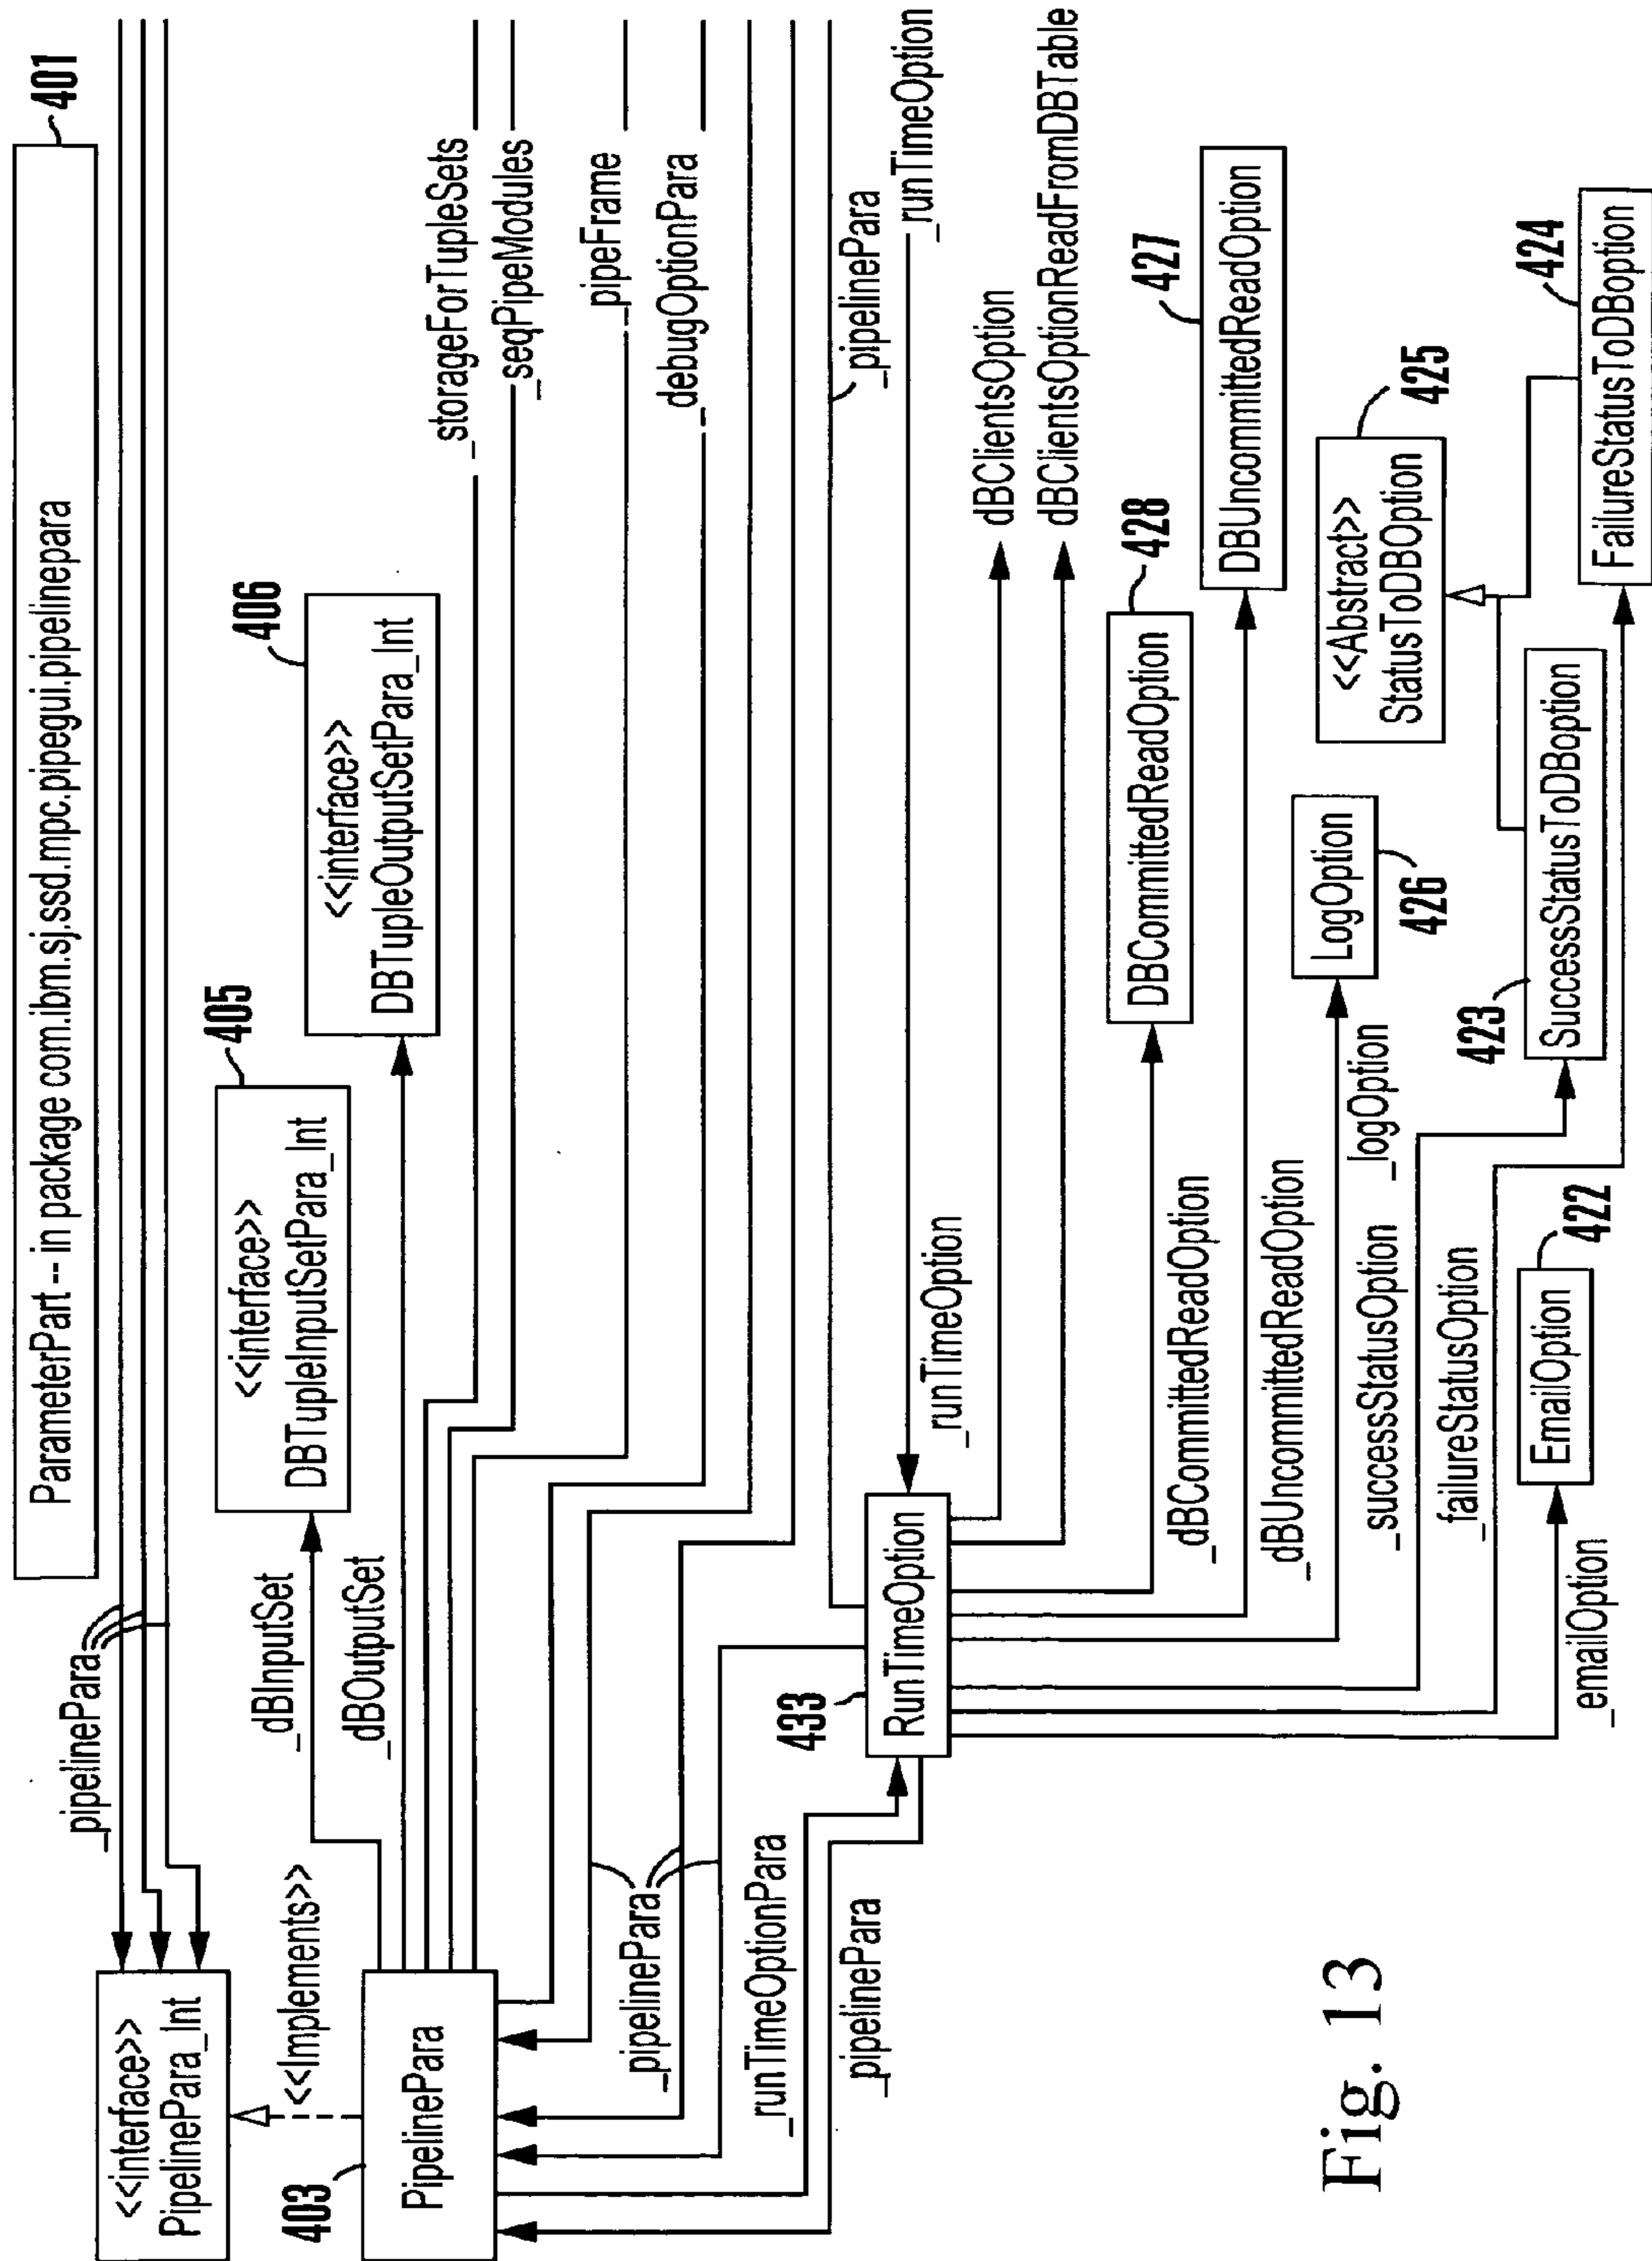 ParameterPart -- in package com.ibm.sj.ssd.mpc.pipegui.pipelinepara
401
_pipelinePara
<<interface>>
PipelinePara_Int
<<Implements>>
403
PipelinePara
_dBInputSet
_dBOutputSet
405
<<interface>>
DBTupleInputSetPara_Int
406
<<interface>>
DBTupleOutputSetPara_Int
_storageForTupleSets
_seqPipeModules
_pipeFrame
_debugOptionPara
_pipelinePara
_pipelinePara
_runTimeOptionPara
_pipelinePara
433
RunTimeOption
_runTimeOption
_runTimeOption
dBClientsOption
dBClientsOptionReadFromDBTable
_dBCommittedReadOption
428
DBCommittedReadOption
_dBUncommittedReadOption
427
DBUncommittedReadOption
_logOption
LogOption
426
_successStatusOption
_failureStatusOption
<<Abstract>>
StatusToDBOption
425
423
SuccessStatusToDBoption
424
FailureStatusToDBoption
_emailOption
EmailOption
422
Fig. 13